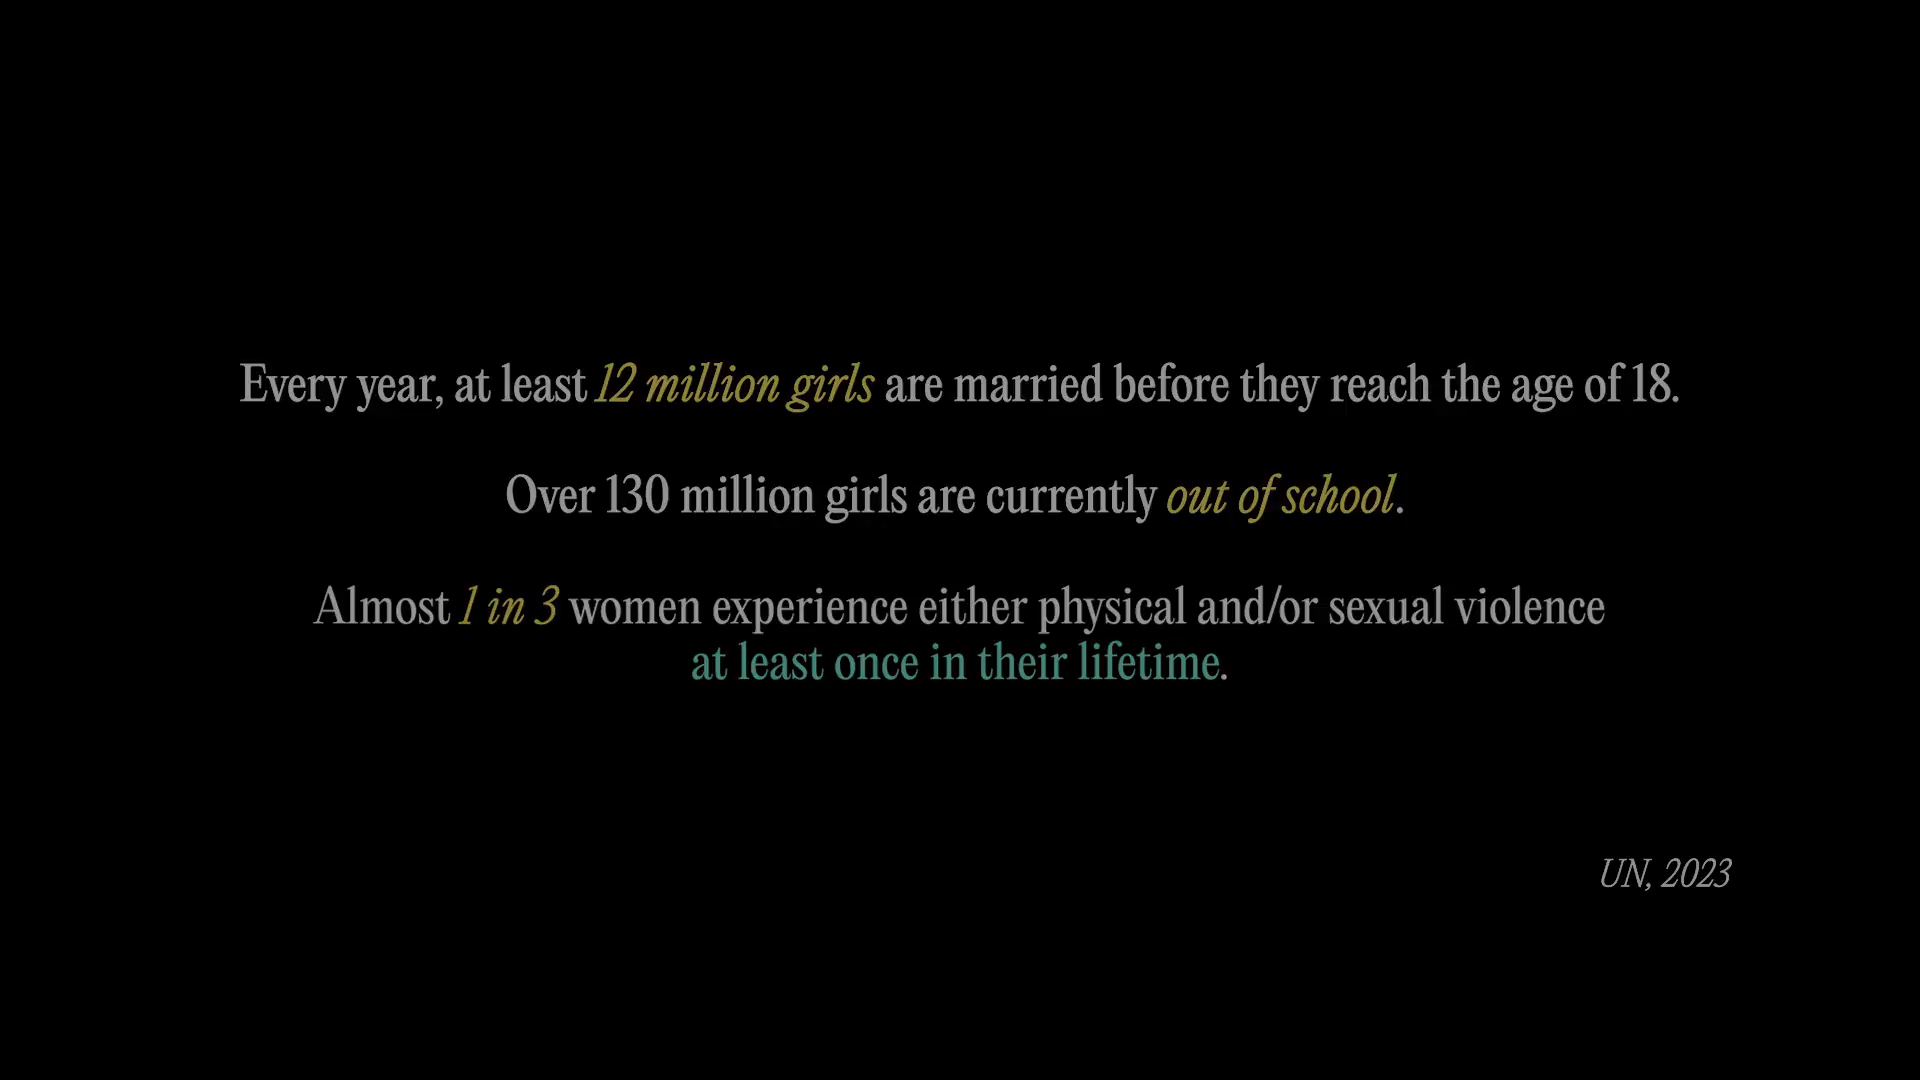 Every year, at least 12 million girls are married before they reach the age of 18.
Over 130 million girls are currently out of school.
Almost 1 in 3 women experience either physical and/or sexual violence
at least once in their lifetime.
UN, 2023